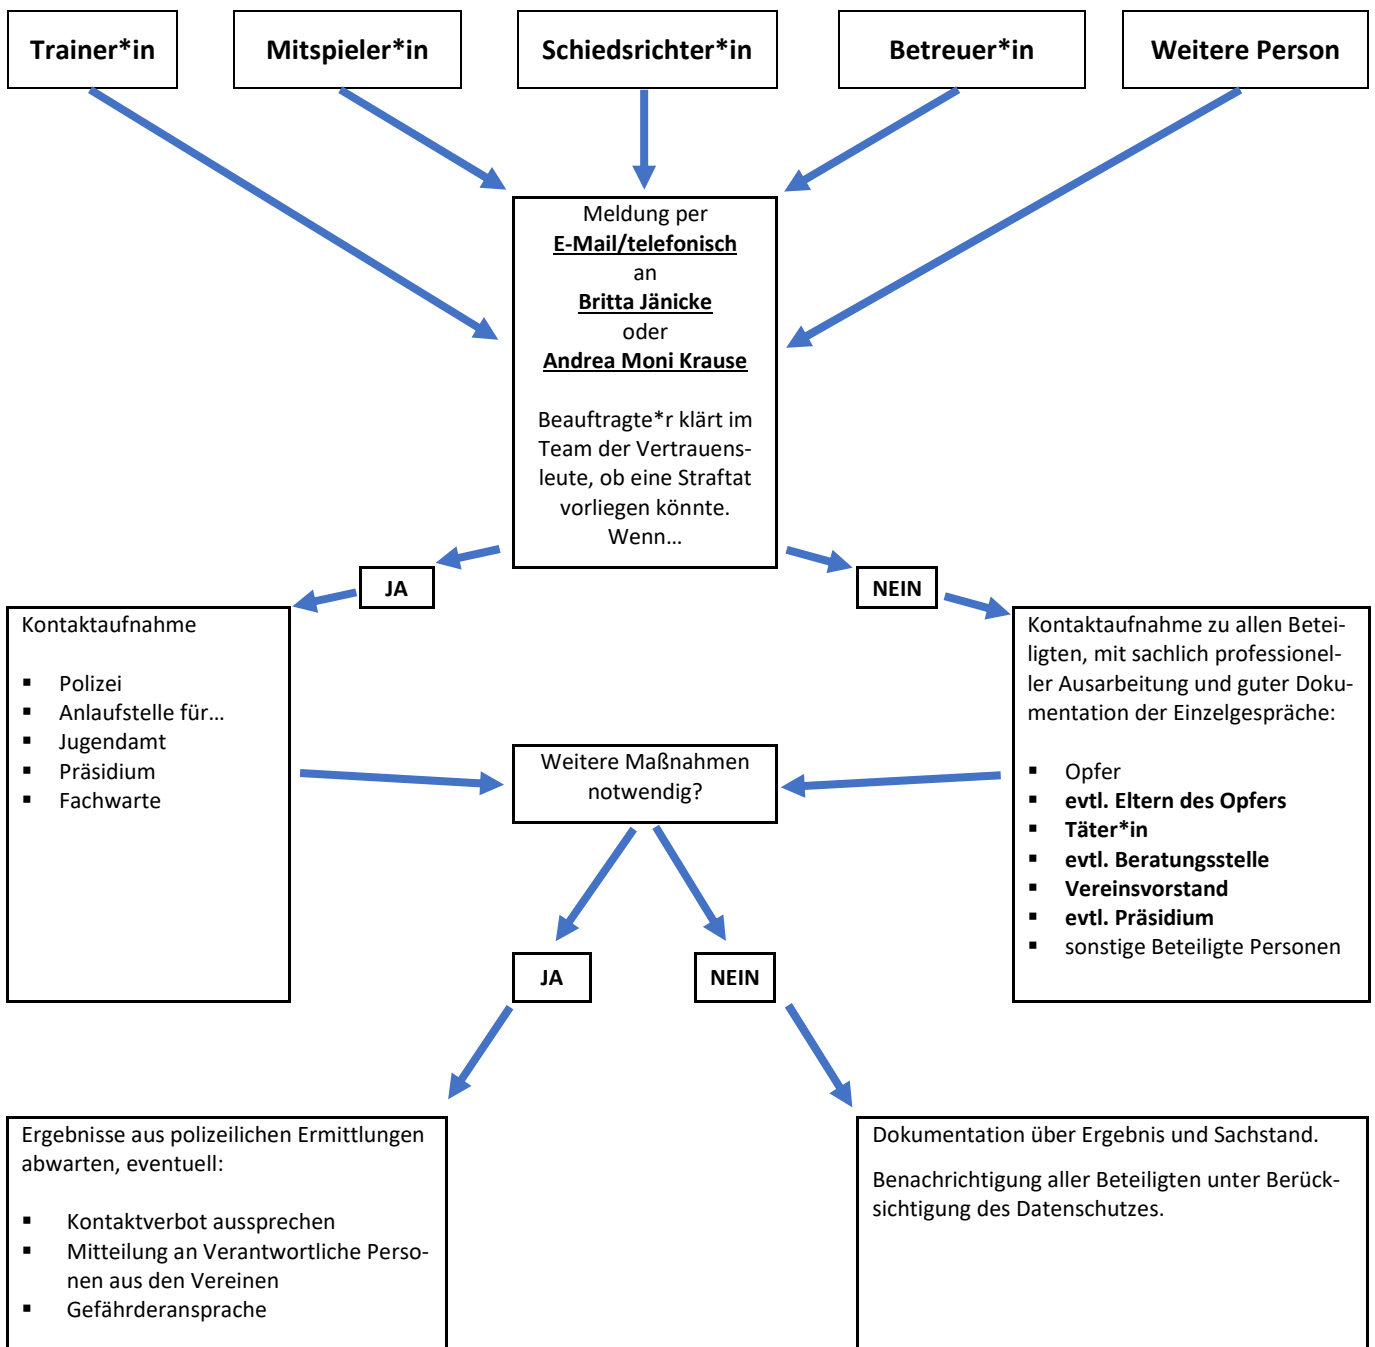 Trainer*in
Mitspieler*in
Schiedsrichter*in
Betreuer*in
Weitere Person
Meldung per
E-Mail/telefonisch
an
Britta Jänicke
oder
Andrea Moni Krause
Beauftragte*r klärt im
Team der Vertrauens-
leute, ob eine Straftat
vorliegen könnte.
Wenn…
JA
NEIN
Kontaktaufnahme
▪ Polizei
▪ Anlaufstelle für…
▪ Jugendamt
▪ Präsidium
▪ Fachwarte
Kontaktaufnahme zu allen Betei-
ligten, mit sachlich professionel-
ler Ausarbeitung und guter Doku-
mentation der Einzelgespräche:
▪ Opfer
▪ evtl. Eltern des Opfers
▪ Täter*in
▪ evtl. Beratungsstelle
▪ Vereinsvorstand
▪ evtl. Präsidium
▪ sonstige Beteiligte Personen
Weitere Maßnahmen
notwendig?
JA
NEIN
Ergebnisse aus polizeilichen Ermittlungen
abwarten, eventuell:
▪ Kontaktverbot aussprechen
▪ Mitteilung an Verantwortliche Perso-
nen aus den Vereinen
▪ Gefährderansprache
Dokumentation über Ergebnis und Sachstand.
Benachrichtigung aller Beteiligten unter Berück-
sichtigung des Datenschutzes.